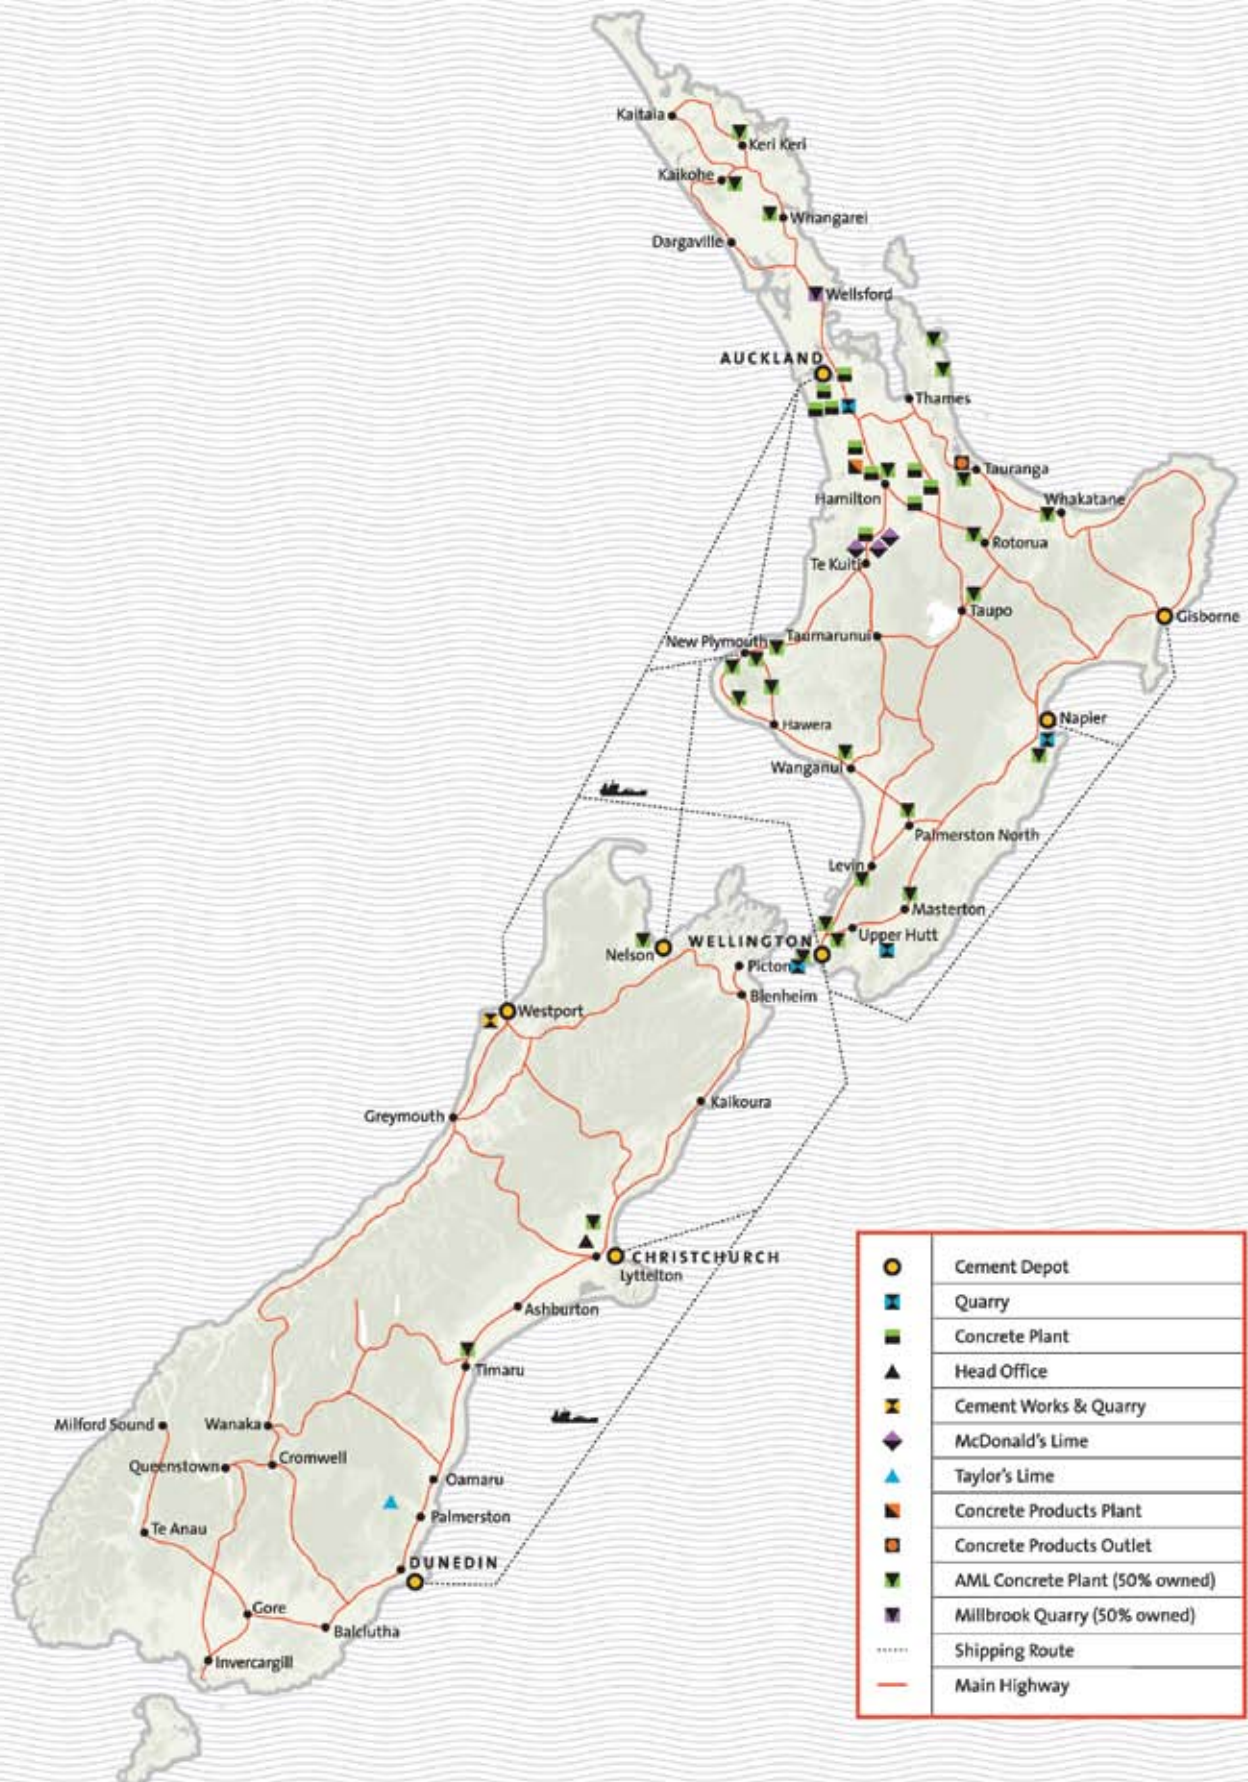 Kaitaia
Keri Keri
Kaikohe
Whangarei
Dargaville
Wellsford
AUCKLAND
Thames
Tauranga
Hamilton
Whakatane
Rotorua
Te Kuiti
Taupo
Gisborne
New Plymouth
Taumarunui
Napier
Hawera
Wanganui
Palmerston North
Levin
Masterton
Upper Hutt
WELLINGTON
Nelson
Picton
Blenheim
Westport
Kaikoura
Greymouth
CHRISTCHURCH
Lyttelton
Ashburton
Timaru
Milford Sound
Wanaka
Cromwell
Queenstown
Oamaru
Palmerston
Te Anau
DUNEDIN
Gore
Balclutha
Invercargill
Cement Depot
Quarry
Concrete Plant
Head Office
Cement Works & Quarry
McDonald's Lime
Taylor's Lime
Concrete Products Plant
Concrete Products Outlet
AML Concrete Plant (50% owned)
Millbrook Quarry (50% owned)
Shipping Route
Main Highway